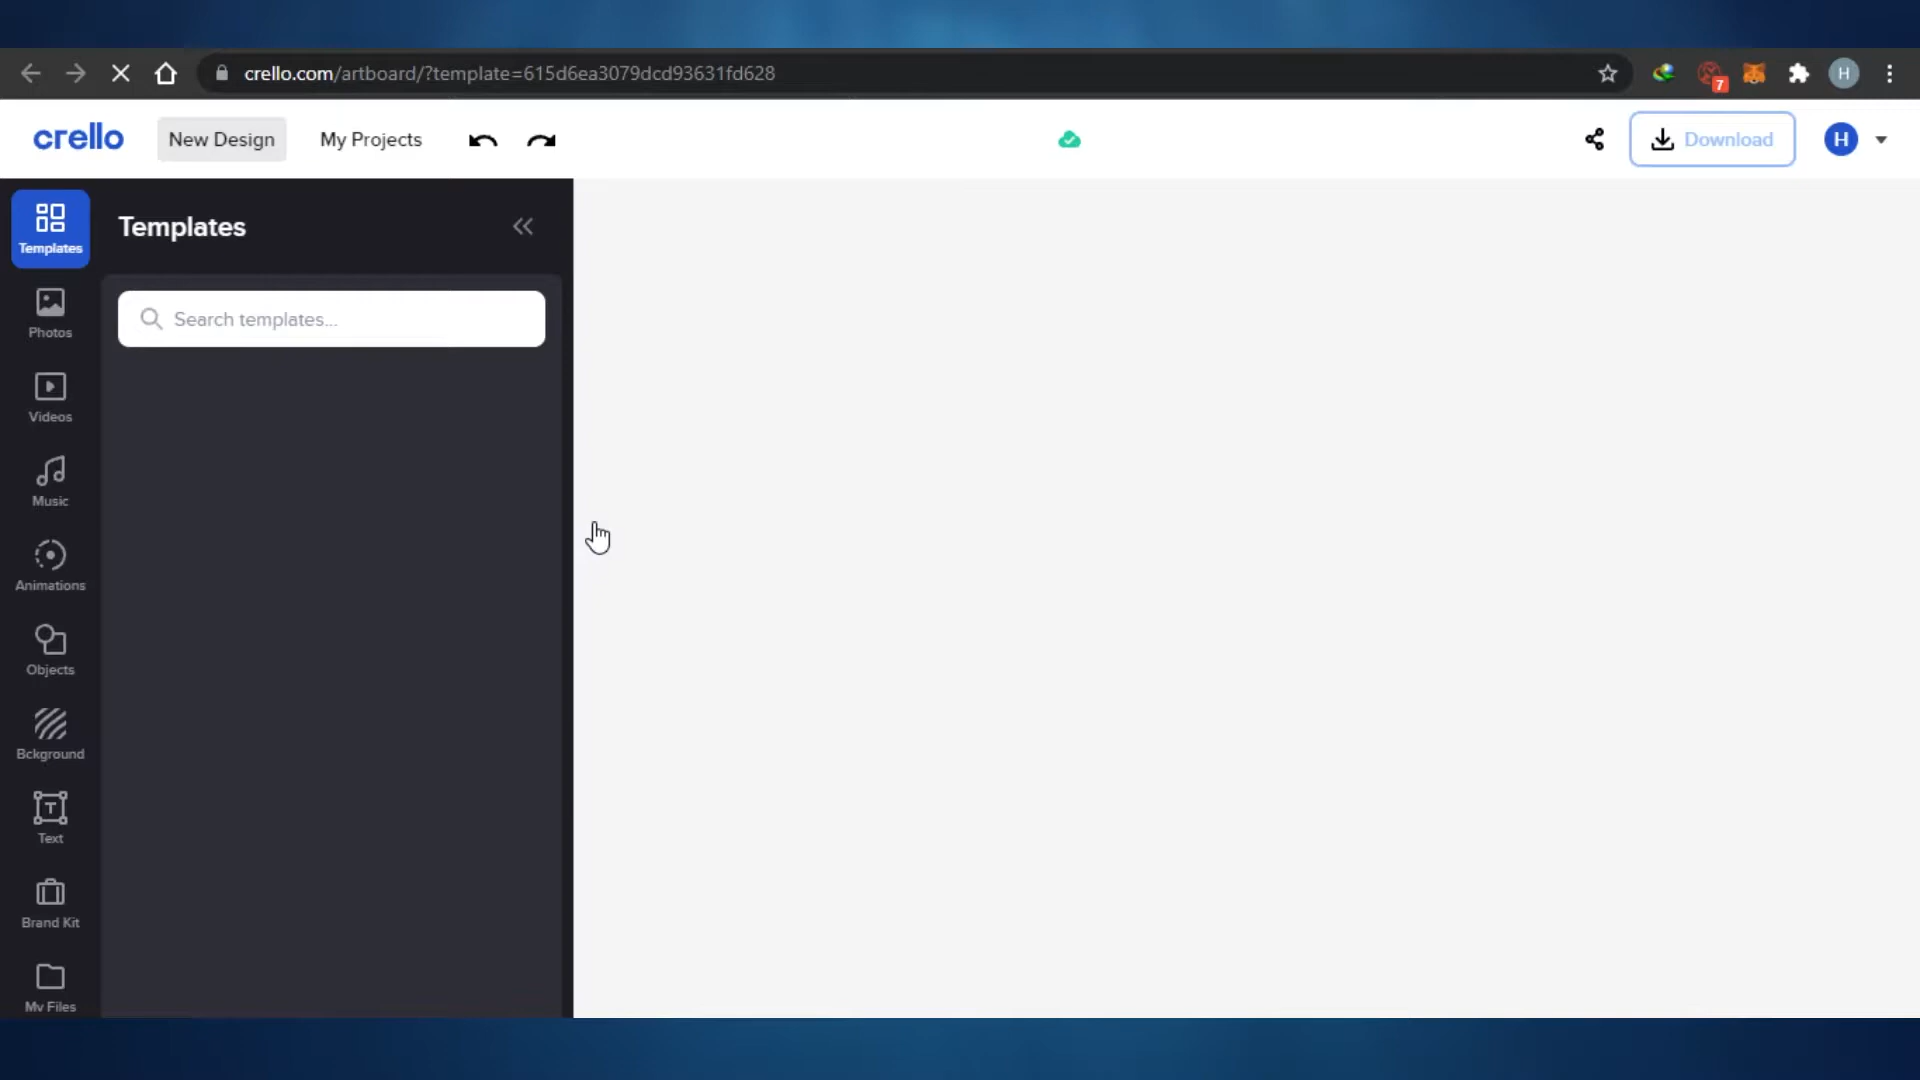 crello.com/artboard/?template=615d6ea3079dcd93631fd628
7
H
crello
New Design
My Projects
Download
H
Templates
Templates
Search templates...
Photos
Videos
Music
Animations
Objects
Bckground
Text
Brand Kit
My Files